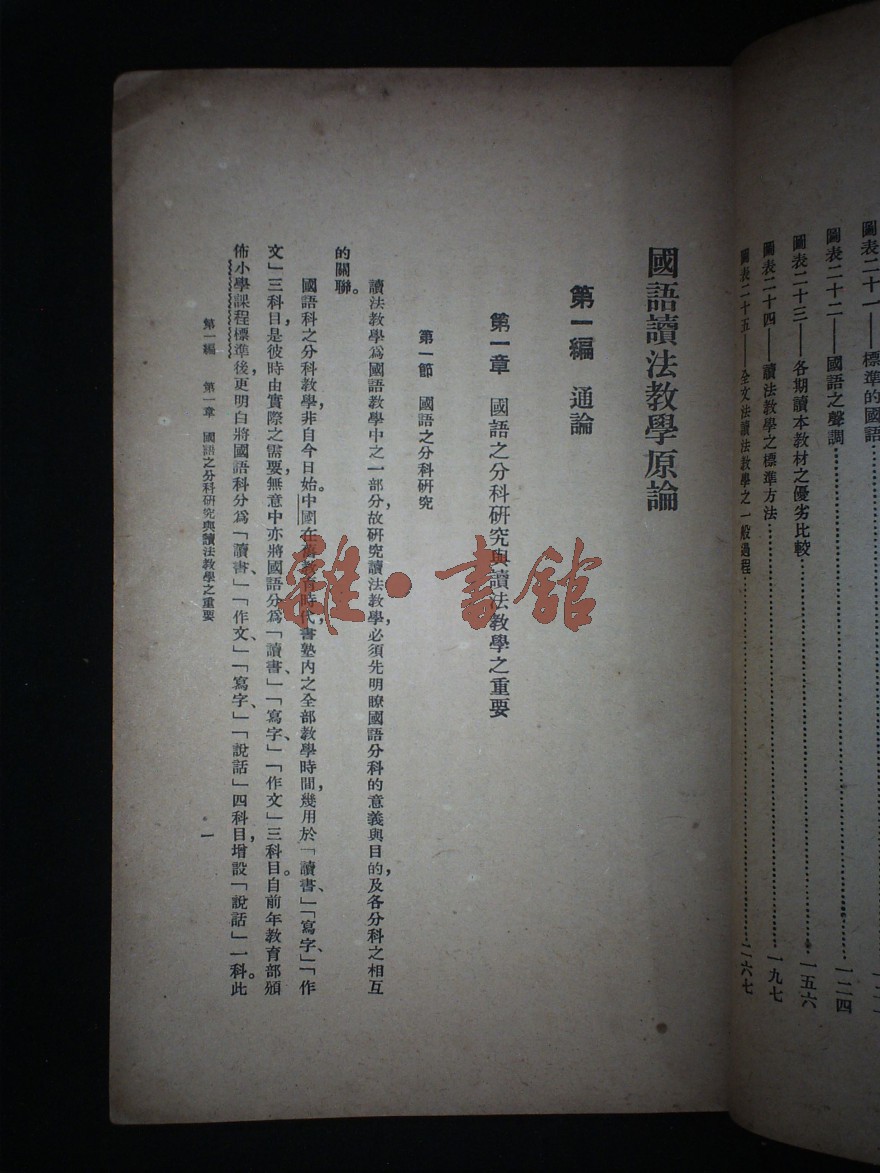 圖表二十一——標準的國語
圖表二十二——國語之聲調……一二四
圖表二十三——各期讀本教材之優劣比較……一五六
圖表二十四——讀法教學之標準方法……一九七
圖表二十五——全文法讀法教學之一般過程……二六七
國語讀法教學原論
第一編 通論
第一章 國語之分科研究與讀法教學之重要
第一節 國語之分科研究
讀法教學爲國語教學中之一部分,故研究讀法教學,必須先明瞭國語分科的意義與目的,及各分科之相互
的關聯。
國語科之分科教學,非自今日始。中國在舊教育時代,書塾內之全部教學時間,幾用於「讀書」、「寫字」、「作
文」三科目,是彼時由實際之需要,無意中亦將國語分爲「讀書」、「寫字」、「作文」三科目。自前年教育部頒
佈小學課程標準後,更明白將國語科分爲「讀書」、「作文」、「寫字」、「說話」四科目,增設「說話」一科。此
第一編 第一章 國語之分科研究與讀法教學之重要
一
雜·書館